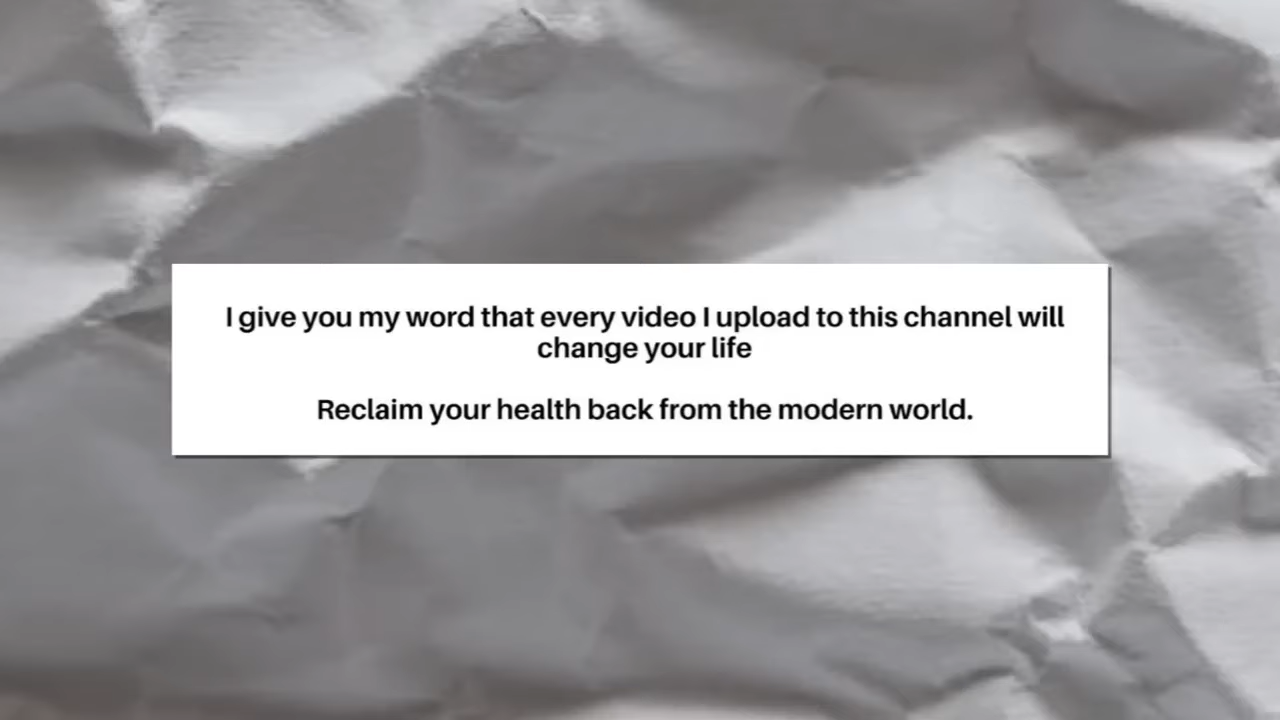 I give you my word that every video I upload to this channel will
change your life
Reclaim your health back from the modern world.